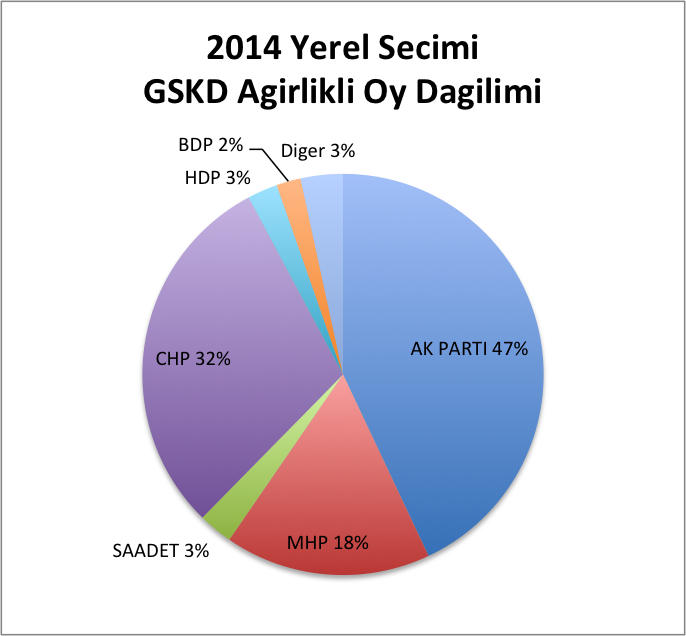 2014 Yerel Secimi
GSKD Agirlikli Oy Dagilimi
BDP 2%
Diger 3%
HDP 3%
AK PARTI 47%
CHP 32%
MHP 18%
SAADET 3%